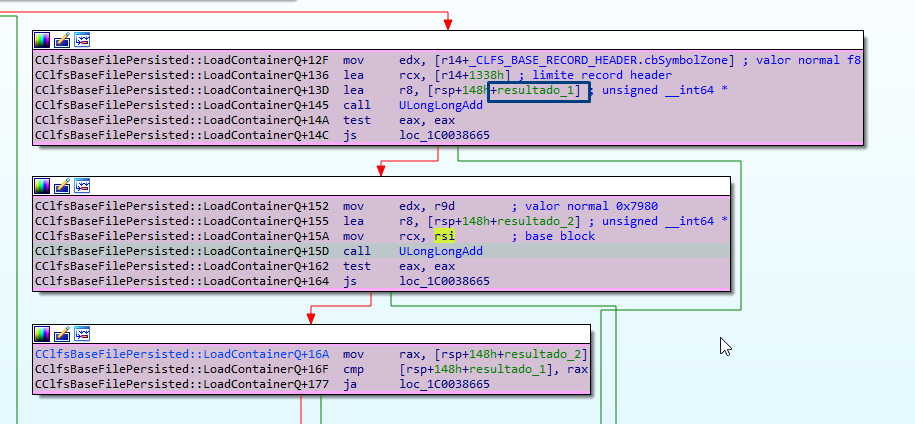 CClfsBaseFilePersisted::LoadContainerQ+12F mov edx, [r14+_CLFS_BASE_RECORD_HEADER.cbSymbolZone] ; valor normal f8
CClfsBaseFilePersisted::LoadContainerQ+136 lea rcx, [r14+1338h] ; limite record header
CClfsBaseFilePersisted::LoadContainerQ+13D lea r8, [rsp+148h+resultado_1] ; unsigned __int64 *
CClfsBaseFilePersisted::LoadContainerQ+145 call ULongLongAdd
CClfsBaseFilePersisted::LoadContainerQ+14A test eax, eax
CClfsBaseFilePersisted::LoadContainerQ+14C js loc_1C0038665
CClfsBaseFilePersisted::LoadContainerQ+152 mov edx, r9d ; valor normal 0x7980
CClfsBaseFilePersisted::LoadContainerQ+155 lea r8, [rsp+148h+resultado_2] ; unsigned __int64 *
CClfsBaseFilePersisted::LoadContainerQ+15A mov rcx, rsi ; base block
CClfsBaseFilePersisted::LoadContainerQ+15D call ULongLongAdd
CClfsBaseFilePersisted::LoadContainerQ+162 test eax, eax
CClfsBaseFilePersisted::LoadContainerQ+164 js loc_1C0038665
CClfsBaseFilePersisted::LoadContainerQ+16A mov rax, [rsp+148h+resultado_2]
CClfsBaseFilePersisted::LoadContainerQ+16F cmp [rsp+148h+resultado_1], rax
CClfsBaseFilePersisted::LoadContainerQ+177 ja loc_1C0038665